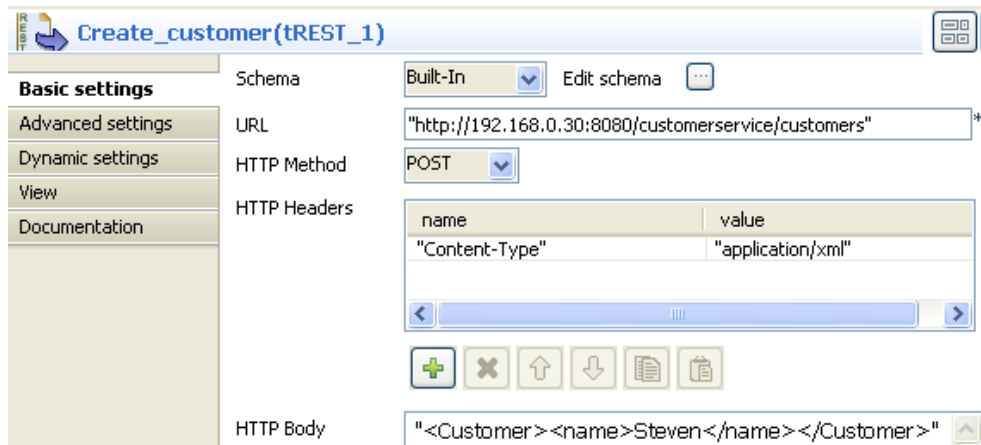 REST
Create_customer(tREST_1)
Basic settings
Advanced settings
Dynamic settings
View
Documentation
Schema Built-In Edit schema ...
URL "http://192.168.0.30:8080/customerservice/customers" *
HTTP Method POST
HTTP Headers
name value
"Content-Type" "application/xml"
HTTP Body "<Customer><name>Steven</name></Customer>"